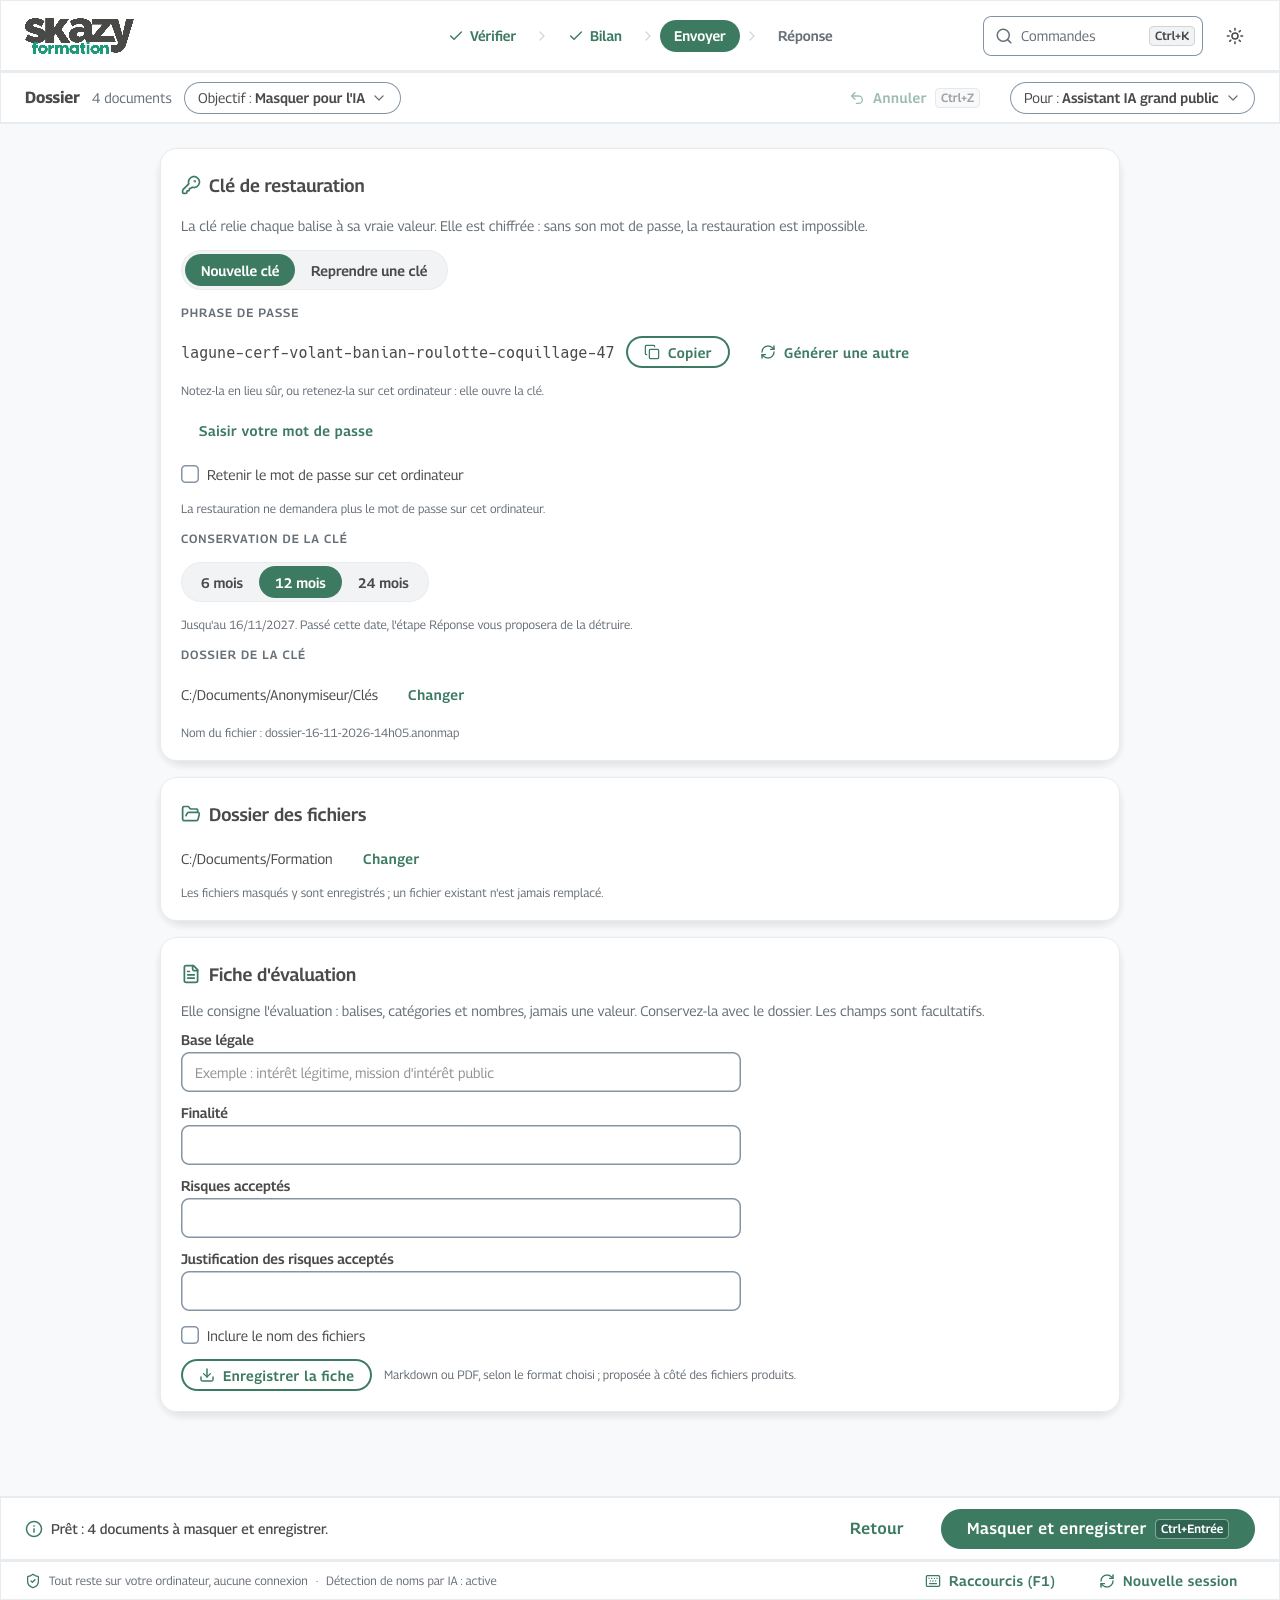 skazy
formation
Vérifier
Bilan
Envoyer
Réponse
Commandes Ctrl+K
Dossier 4 documents Objectif : Masquer pour l'IA
Annuler Ctrl+Z
Pour : Assistant IA grand public
Clé de restauration
La clé relie chaque balise à sa vraie valeur. Elle est chiffrée : sans son mot de passe, la restauration est impossible.
Nouvelle clé Reprendre une clé
PHRASE DE PASSE
lagune-cerf-volant-banian-roulotte-coquillage-47 Copier Générer une autre
Notez-la en lieu sûr, ou retenez-la sur cet ordinateur : elle ouvre la clé.
Saisir votre mot de passe
Retenir le mot de passe sur cet ordinateur
La restauration ne demandera plus le mot de passe sur cet ordinateur.
CONSERVATION DE LA CLÉ
6 mois 12 mois 24 mois
Jusqu'au 16/11/2027. Passé cette date, l'étape Réponse vous proposera de la détruire.
DOSSIER DE LA CLÉ
C:/Documents/Anonymiseur/Clés Changer
Nom du fichier : dossier-16-11-2026-14h05.anonmap
Dossier des fichiers
C:/Documents/Formation Changer
Les fichiers masqués y sont enregistrés ; un fichier existant n'est jamais remplacé.
Fiche d'évaluation
Elle consigne l'évaluation : balises, catégories et nombres, jamais une valeur. Conservez-la avec le dossier. Les champs sont facultatifs.
Base légale
Exemple : intérêt légitime, mission d'intérêt public
Finalité
Risques acceptés
Justification des risques acceptés
Inclure le nom des fichiers
Enregistrer la fiche Markdown ou PDF, selon le format choisi ; proposée à côté des fichiers produits.
Prêt : 4 documents à masquer et enregistrer.
Retour
Masquer et enregistrer Ctrl+Entrée
Tout reste sur votre ordinateur, aucune connexion · Détection de noms par IA : active
Raccourcis (F1)
Nouvelle session